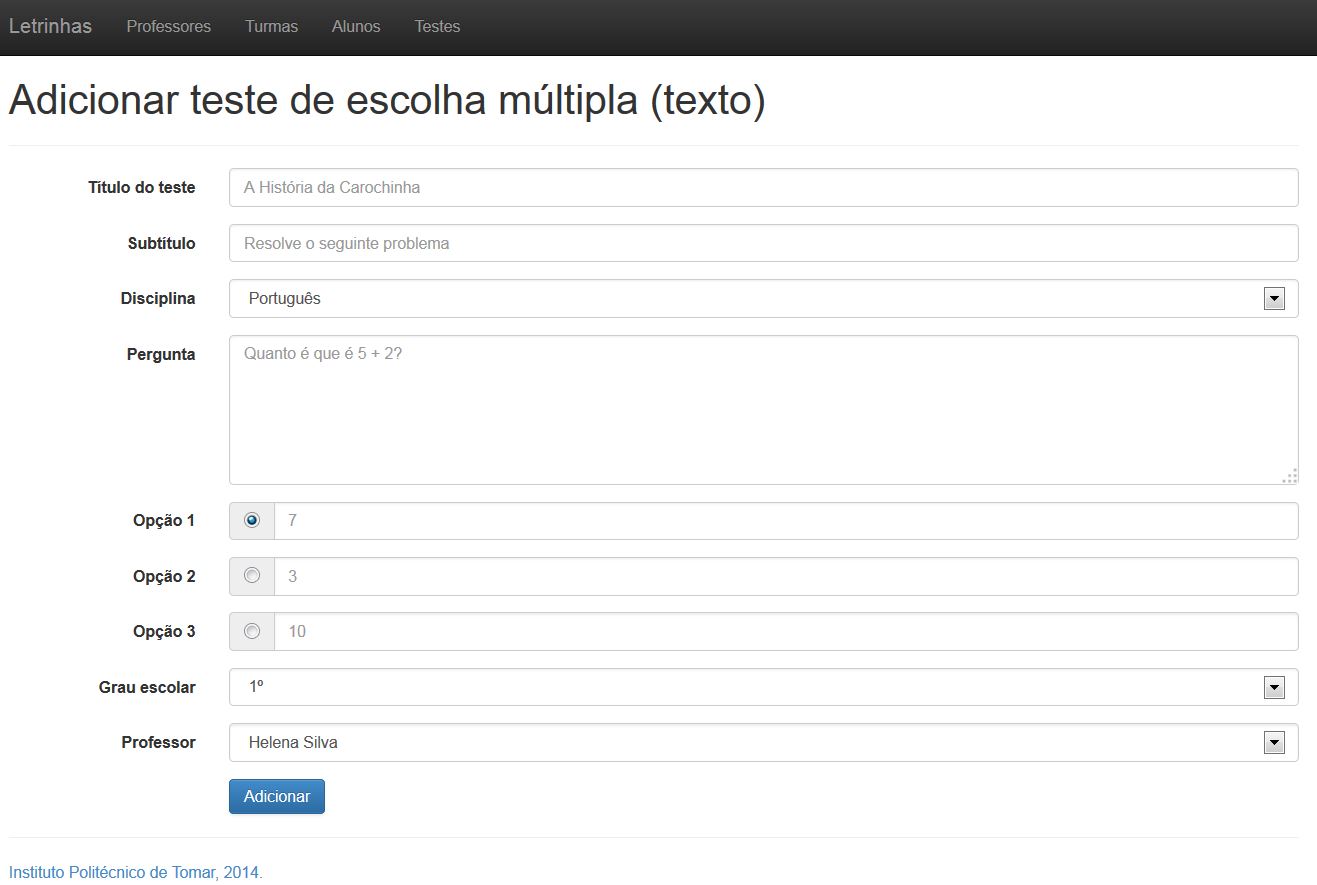 Letrinhas Professores Turmas Alunos Testes
Adicionar teste de escolha múltipla (texto)
Título do teste A História da Carochinha
Subtítulo Resolve o seguinte problema
Disciplina Português
Pergunta Quanto é que é 5 + 2?
Opção 1 7
Opção 2 3
Opção 3 10
Grau escolar 1º
Professor Helena Silva
Adicionar
Instituto Politécnico de Tomar, 2014.